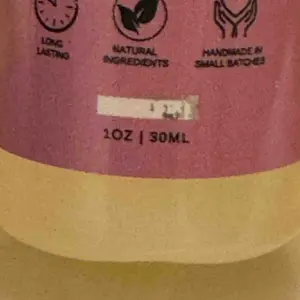 LONG
LASTING
NATURAL
INGREDIENTS
HANDMADE IN
SMALL BATCHES
1OZ | 30ML